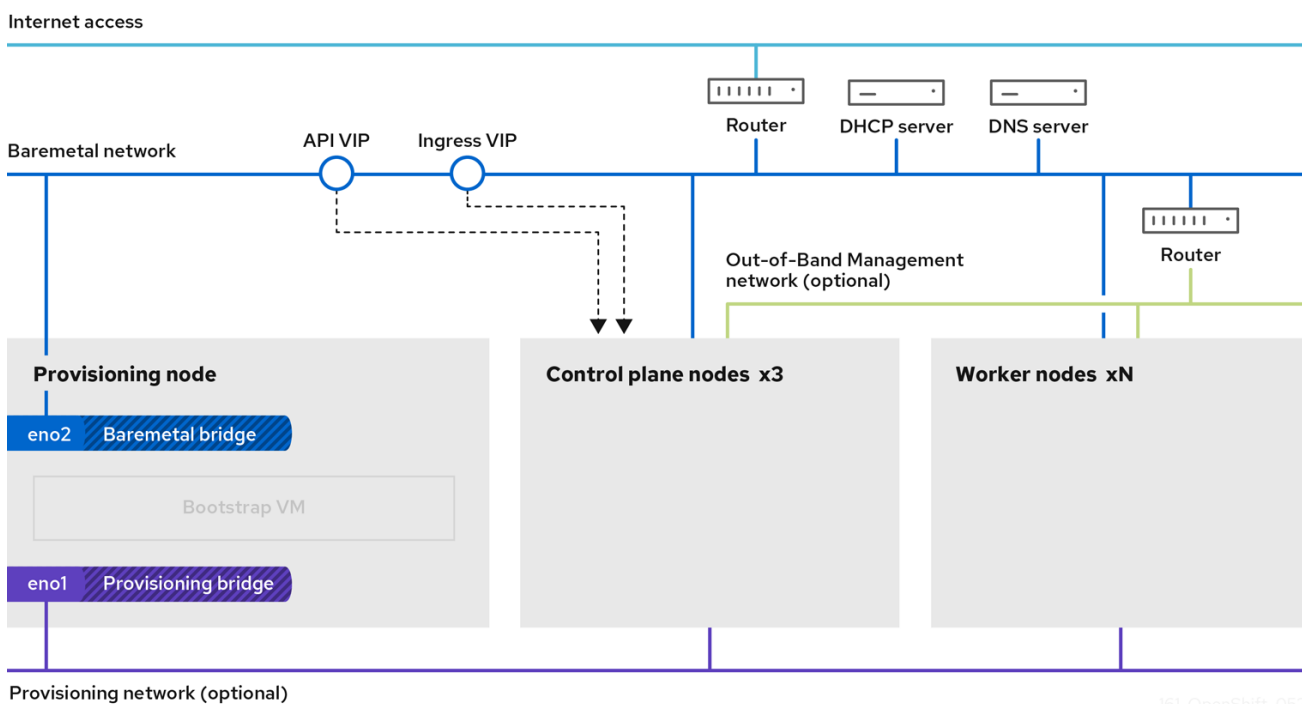 Internet access
Router
DHCP server
DNS server
API VIP
Ingress VIP
Baremetal network
Router
Out-of-Band Management
network (optional)
Provisioning node
Control plane nodes x3
Worker nodes xN
eno2
Baremetal bridge
Bootstrap VM
eno1
Provisioning bridge
Provisioning network (optional)